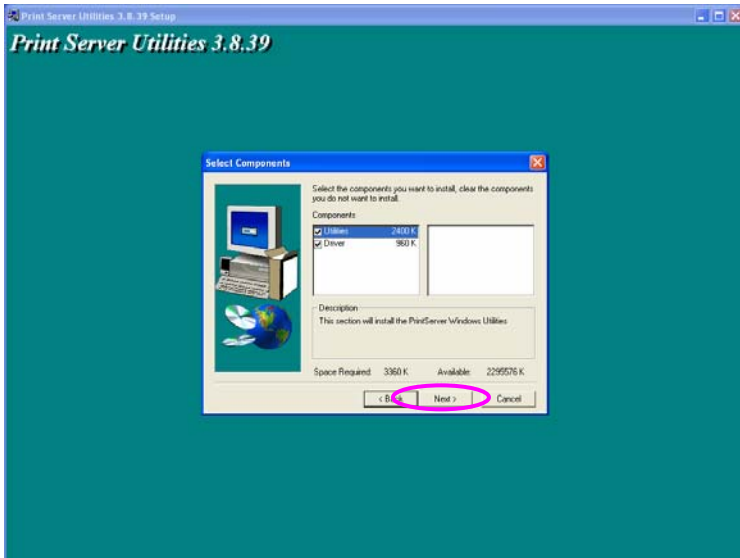 Print Server Utilities 3.8.39 Setup
Print Server Utilities 3.8.39
Select Components
Select the components you want to install, clear the components
you do not want to install.
Components
Utilities 2400 K
Driver 960 K
Description
This section will install the PrintServer Windows Utilities
Space Required: 3360 K Available: 2295576 K
< Back Next > Cancel